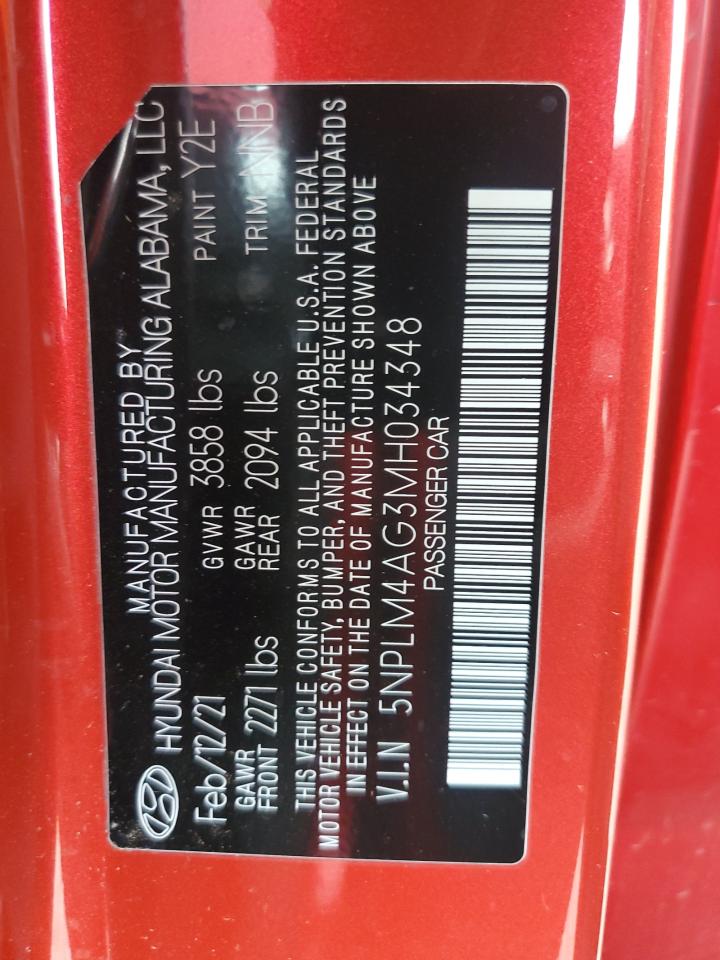 MANUFACTURED BY
HYUNDAI MOTOR MANUFACTURING ALABAMA, LLC
Feb/12/21 GVWR 3858 lbs PAINT Y2E
GAWR FRONT 2271 lbs GAWR REAR 2094 lbs TRIM NNB
THIS VEHICLE CONFORMS TO ALL APPLICABLE U.S.A. FEDERAL
MOTOR VEHICLE SAFETY, BUMPER, AND THEFT PREVENTION STANDARDS
IN EFFECT ON THE DATE OF MANUFACTURE SHOWN ABOVE
V.I.N 5NPLM4AG3MH034348
PASSENGER CAR